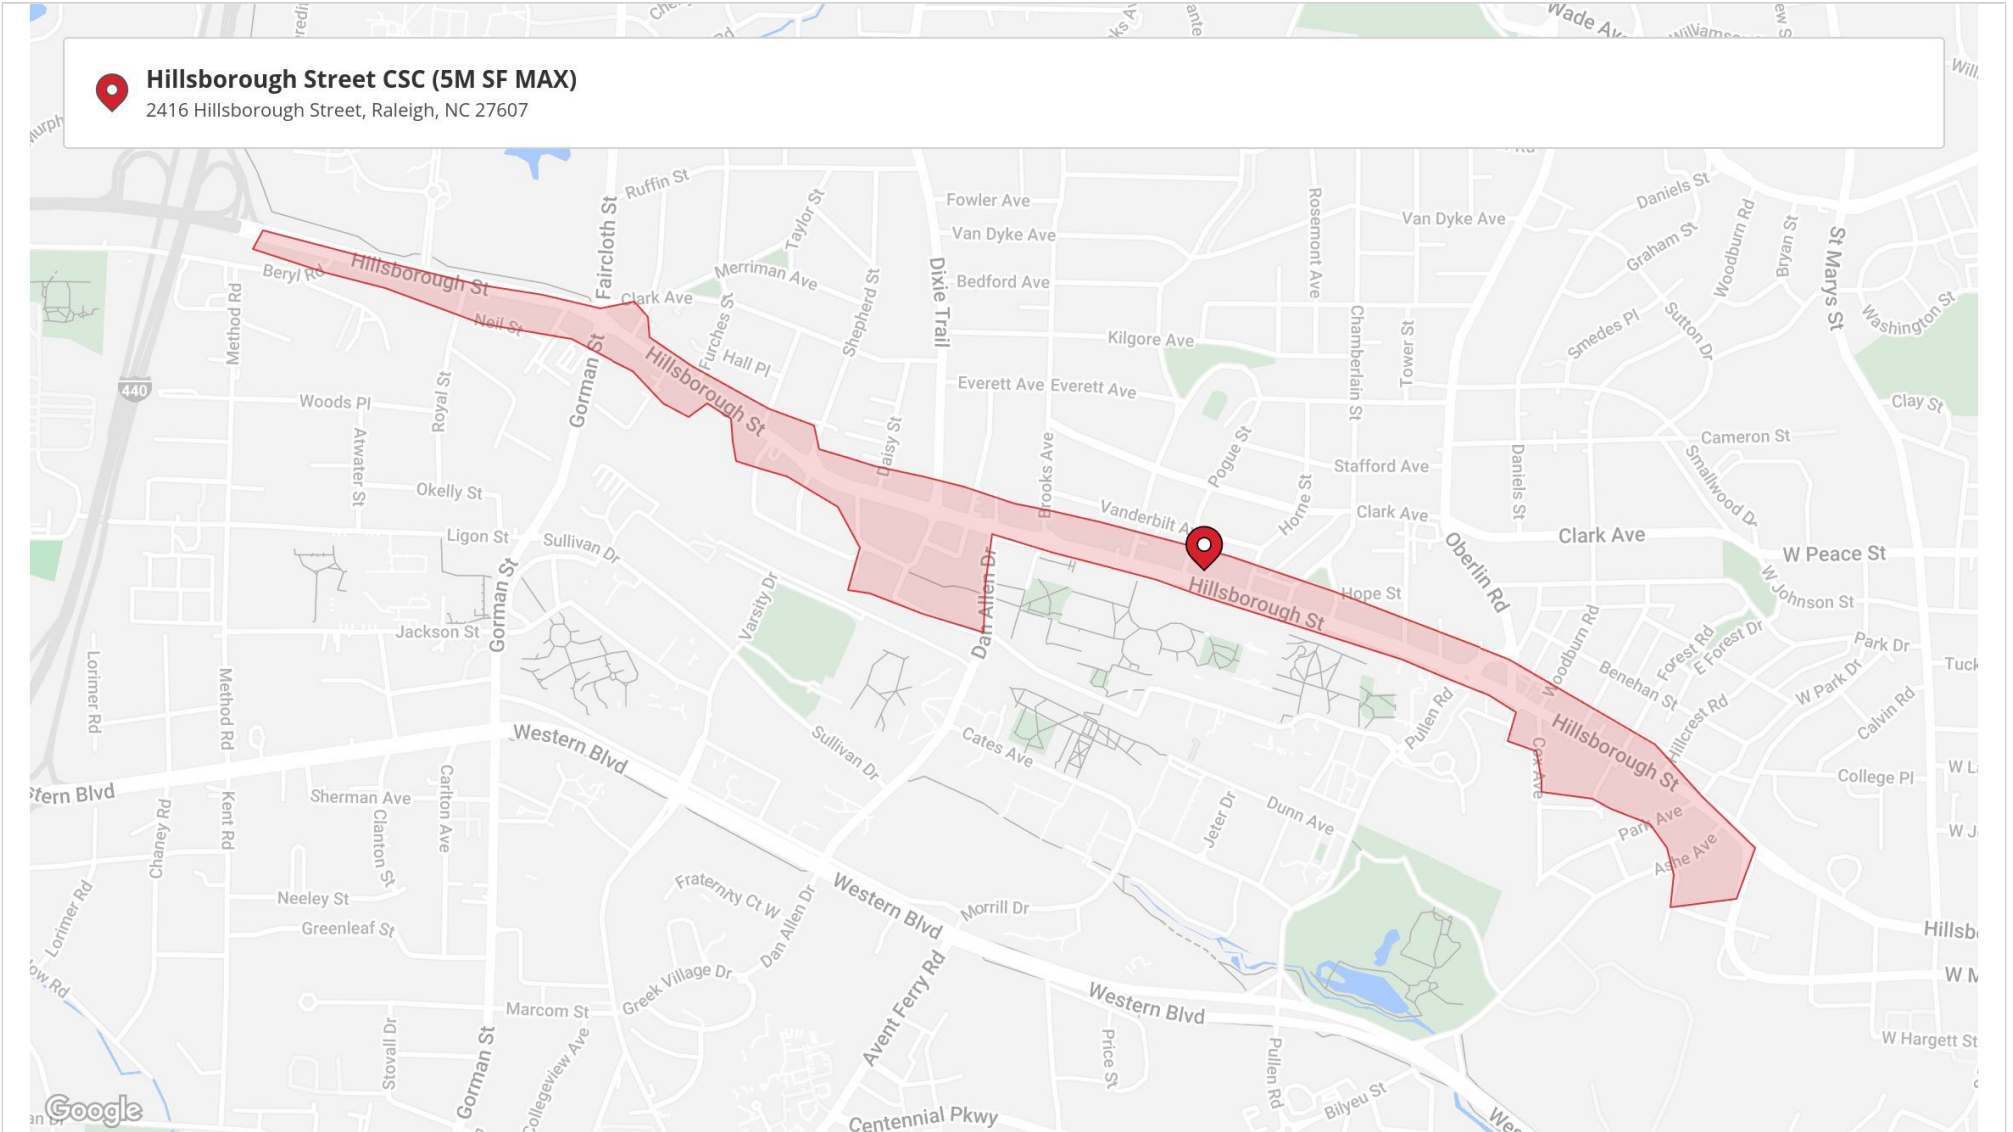 Wade Av
Hillsborough Street CSC (5M SF MAX)
2416 Hillsborough Street, Raleigh, NC 27607
Ruffin St
Faircloth St
Taylor St
Fowler Ave
Van Dyke Ave
Van Dyke Ave
Rosemont Ave
Daniels St
Graham St
Woodburn Rd
Bryan St
St Marys St
Beryl Rd
Hillsborough St
Merriman Ave
Bedford Ave
Dixie Trail
Clark Ave
Shepherd St
Method Rd
Neil St
Furches St
Hall Pl
Kilgore Ave
Chamberlain St
Tower St
Smedes Pl
Sutton Dr
Washington St
440
Woods Pl
Royal St
Gorman St
Hillsborough St
Everett Ave
Everett Ave
Clay St
Atwater St
Daisy St
Brooks Ave
Pogue St
Stafford Ave
Cameron St
Smallwood Dr
Daniels St
Okelly St
Horne St
Vanderbilt A
Clark Ave
Clark Ave
W Peace St
Ligon St
Sullivan Dr
Oberlin Rd
Gorman St
Varsity Dr
Dan Allen Dr
Hillsborough St
Hope St
W Johnson St
Jackson St
Woodburn Rd
Forest Rd
E Forest Dr
Park Dr
Tuck
Lorimer Rd
Method Rd
Benehan St
W Park Dr
Calvin Rd
Hillcrest Rd
Pullen Rd
Western Blvd
Sullivan Dr
Cates Ave
Hillsborough St
Cox Ave
College Pl
stern Blvd
Sherman Ave
Carlton Ave
Chaney Rd
Kent Rd
Clanton St
Jeter Dr
Dunn Ave
Park Ave
Ashe Ave
Lorimer Rd
Neeley St
Greenleaf St
Fraternity Ct W
Dan Allen Dr
Western Blvd
Morrill Dr
Hillsb
Greek Village Dr
Avent Ferry Rd
Marcom St
Western Blvd
W Hargett St
Stovall Dr
Gorman St
Collegeview Ave
Price St
Pullen Rd
Bilyeu St
Centennial Pkwy
Google